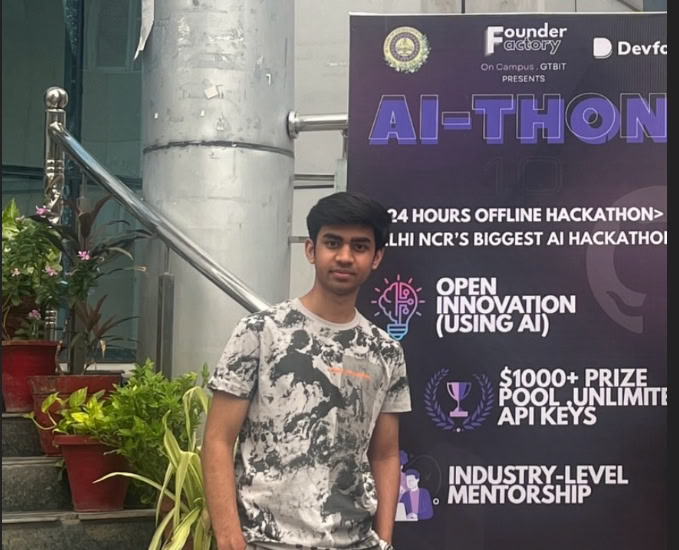 Founder
Factory
Devfo
On Campus . GTBIT
PRESENTS
AI-THON
24 HOURS OFFLINE HACKATHON>
LHI NCR'S BIGGEST AI HACKATHO
OPEN
INNOVATION
(USING AI)
$1000+ PRIZE
POOL ,UNLIMITE
API KEYS
INDUSTRY-LEVEL
MENTORSHIP